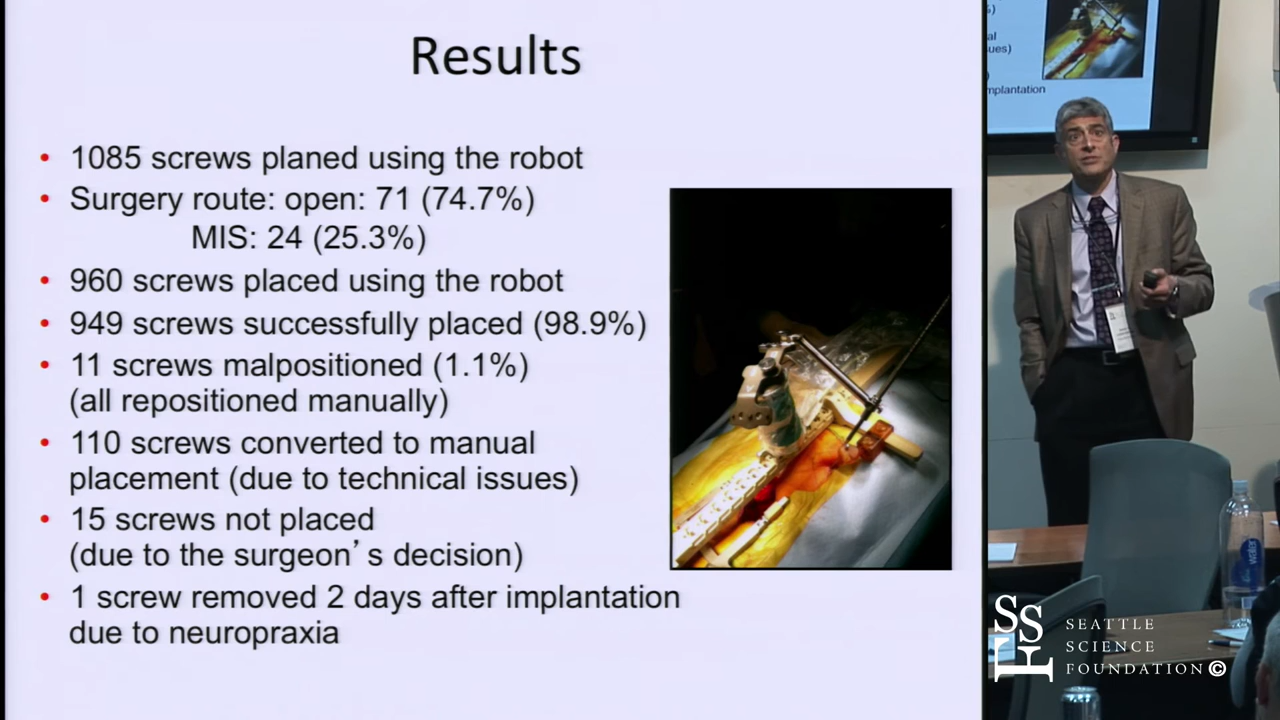 Results
• 1085 screws planed using the robot
• Surgery route: open: 71 (74.7%)
MIS: 24 (25.3%)
• 960 screws placed using the robot
• 949 screws successfully placed (98.9%)
• 11 screws malpositioned (1.1%)
(all repositioned manually)
• 110 screws converted to manual
placement (due to technical issues)
• 15 screws not placed
(due to the surgeon’s decision)
• 1 screw removed 2 days after implantation
due to neuropraxia
SSF
SEATTLE
SCIENCE
FOUNDATION©
water